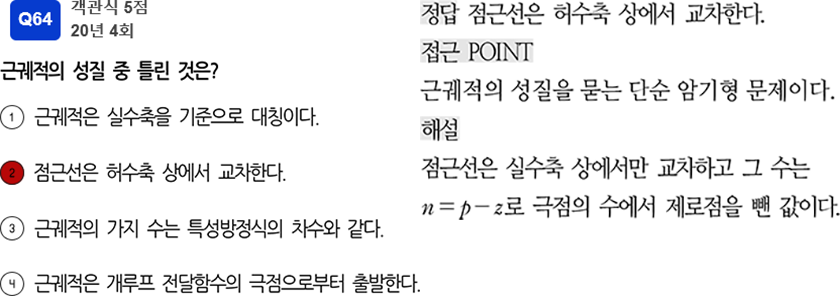 Q64
객관식 5점
20년 4회
근궤적의 성질 중 틀린 것은?
① 근궤적은 실수축을 기준으로 대칭이다.
② 점근선은 허수축 상에서 교차한다.
③ 근궤적의 가지 수는 특성방정식의 차수와 같다.
④ 근궤적은 개루프 전달함수의 극점으로부터 출발한다.
정답 점근선은 허수축 상에서 교차한다.
접근 POINT
근궤적의 성질을 묻는 단순 암기형 문제이다.
해설
점근선은 실수축 상에서만 교차하고 그 수는
n = p − z로 극점의 수에서 제로점을 뺀 값이다.